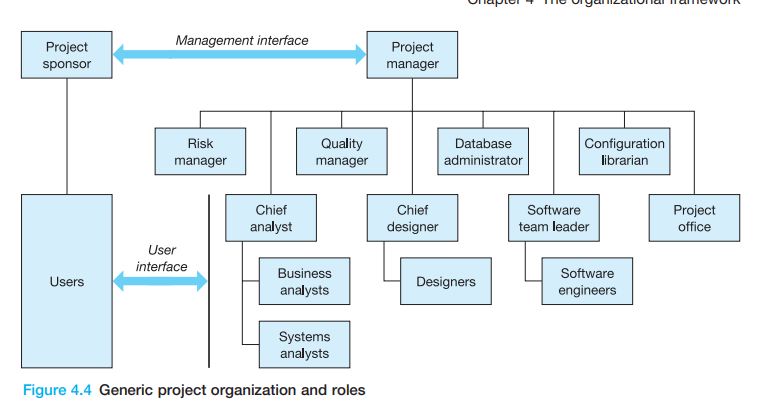 Chapter 4 The organizational framework
Project
sponsor
Management interface
Project
manager
Risk
manager
Quality
manager
Database
administrator
Configuration
librarian
Users
User
interface
Chief
analyst
Chief
designer
Software
team leader
Project
office
Business
analysts
Designers
Software
engineers
Systems
analysts
Figure 4.4 Generic project organization and roles